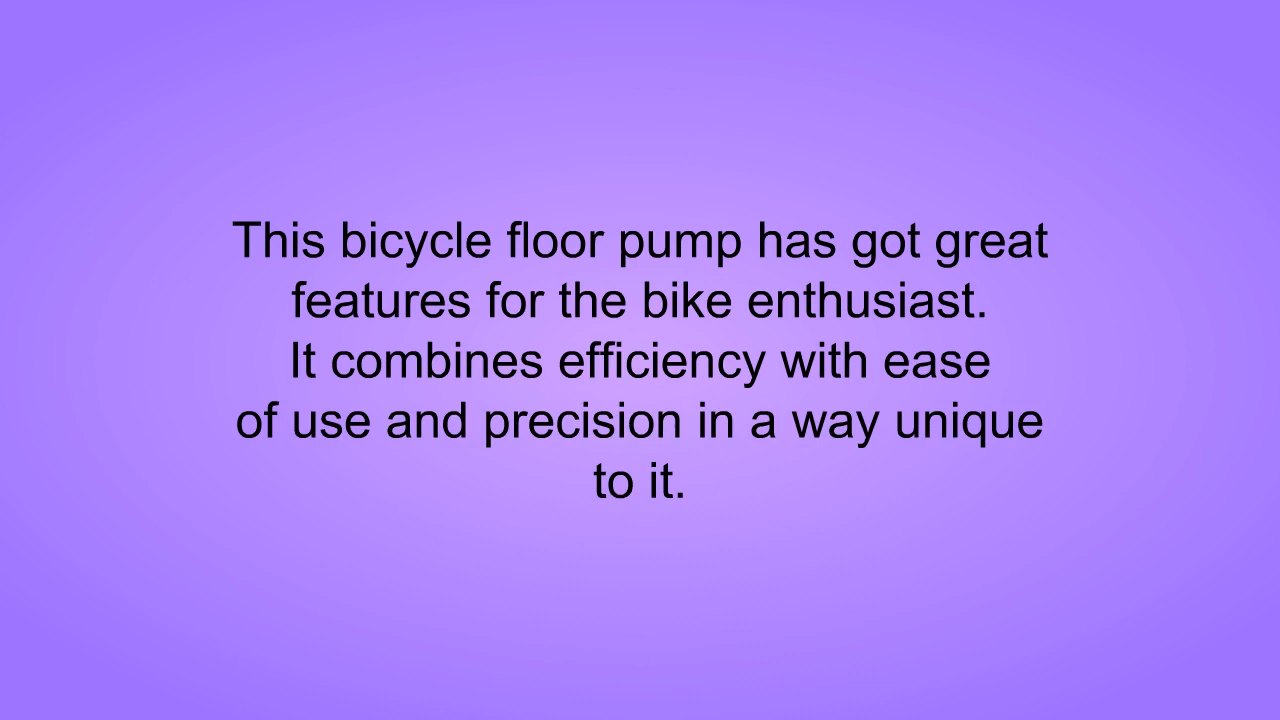 This bicycle floor pump has got great
features for the bike enthusiast.
It combines efficiency with ease
of use and precision in a way unique
to it.